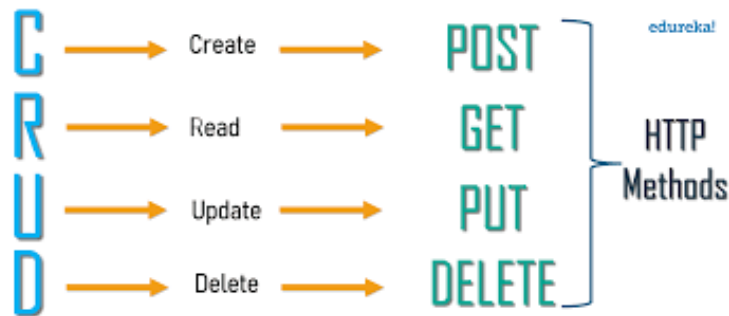 edureka!
C Create POST
R Read GET
U Update PUT
D Delete DELETE
HTTP
Methods